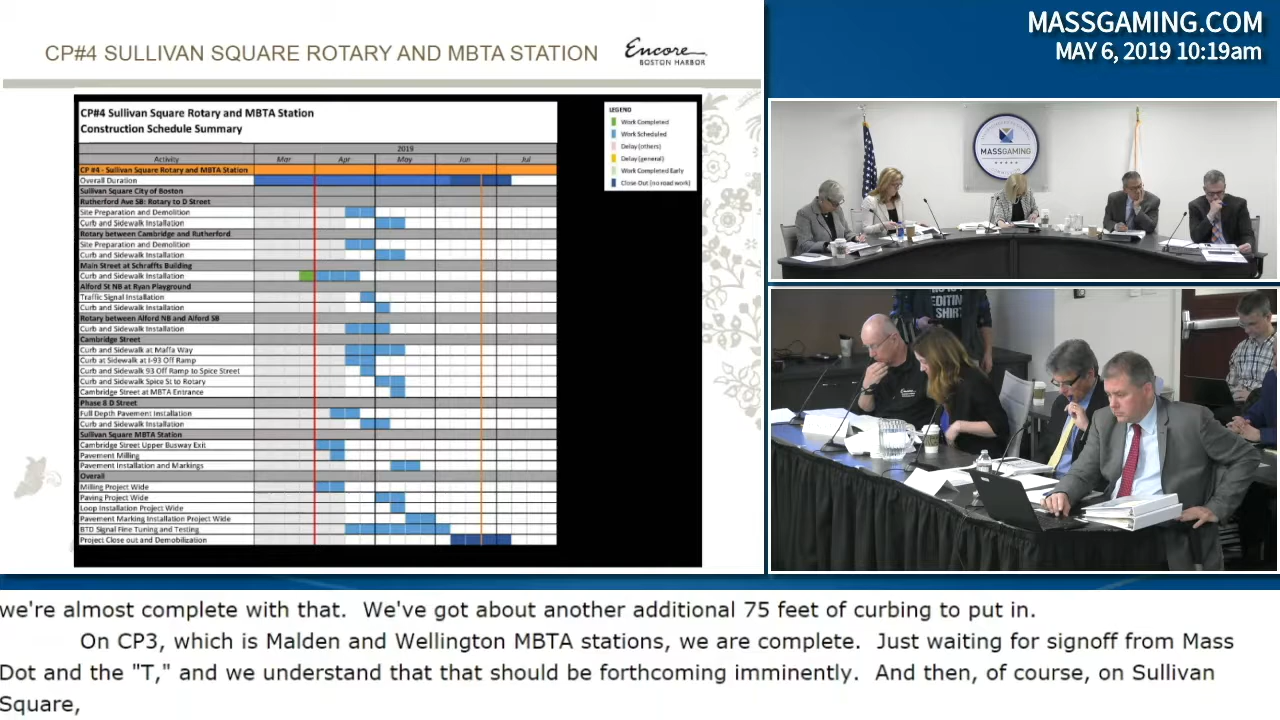 CP#4 SULLIVAN SQUARE ROTARY AND MBTA STATION
Encore
BOSTON HARBOR
MASSGAMING.COM
MAY 6, 2019 10:19am
CP#4 Sullivan Square Rotary and MBTA Station
Construction Schedule Summary
2019
Activity Mar Apr May Jun Jul
CP #4 - Sullivan Square Rotary and MBTA Station
Overall Duration
Sullivan Square City of Boston
Rutherford Ave SB: Rotary to D Street
Site Preparation and Demolition
Curb and Sidewalk Installation
Rotary between Cambridge and Rutherford
Site Preparation and Demolition
Curb and Sidewalk Installation
Main Street at Schraffts Building
Curb and Sidewalk Installation
Alford St NB at Ryan Playground
Traffic Signal Installation
Curb and Sidewalk Installation
Rotary between Alford NB and Alford SB
Curb and Sidewalk Installation
Cambridge Street
Curb and Sidewalk at Maffa Way
Curb at Sidewalk at I-93 Off Ramp
Curb and Sidewalk 93 Off Ramp to Spice Street
Curb and Sidewalk Spice St to Rotary
Cambridge Street at MBTA Entrance
Phase 8 D Street
Full Depth Pavement Installation
Curb and Sidewalk Installation
Sullivan Square MBTA Station
Cambridge Street Upper Busway Exit
Pavement Milling
Pavement Installation and Markings
Overall
Milling Project Wide
Paving Project Wide
Loop Installation Project Wide
Pavement Marking Installation Project Wide
BTD Signal Fine Tuning and Testing
Project Close out and Demobilization
LEGEND
Work Completed
Work Scheduled
Delay (others)
Delay (general)
Work Completed Early
Close Out (no road work)
MASSGAMING
EDITIN
SHIRT
we're almost complete with that. We've got about another additional 75 feet of curbing to put in.
On CP3, which is Malden and Wellington MBTA stations, we are complete. Just waiting for signoff from Mass
Dot and the "T," and we understand that that should be forthcoming imminently. And then, of course, on Sullivan
Square,